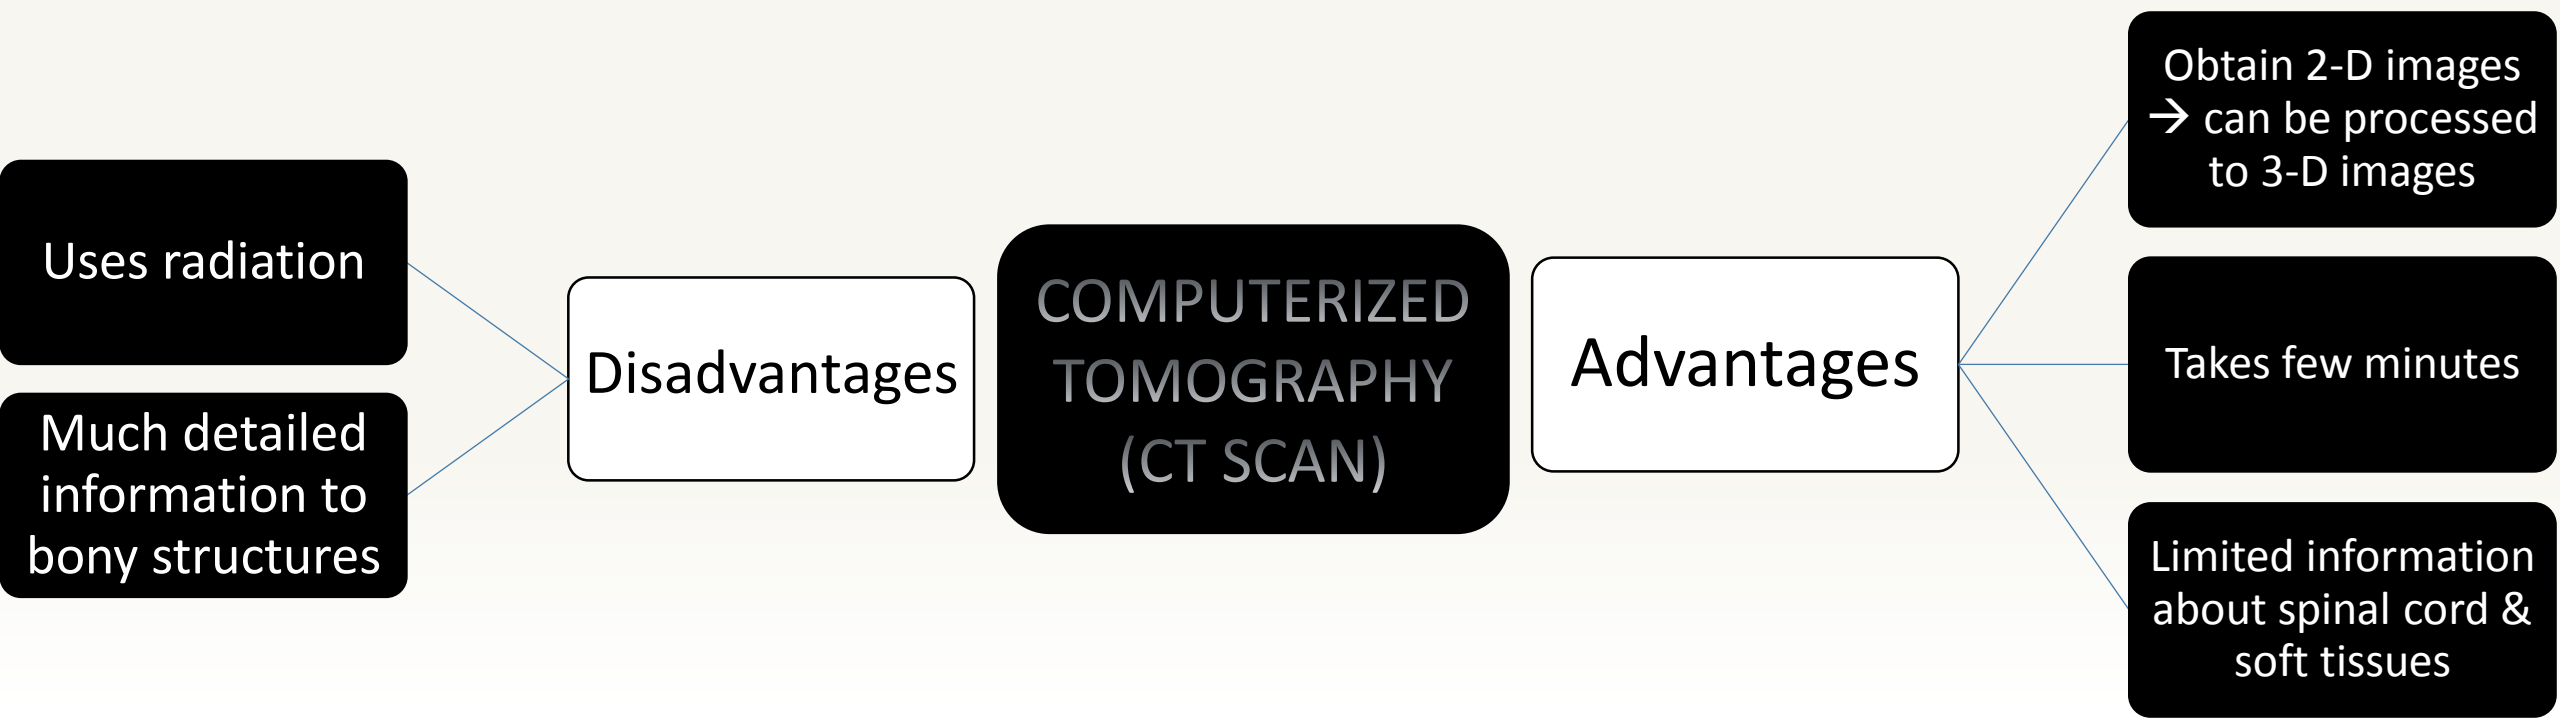 Uses radiation
Much detailed
information to
bony structures
Disadvantages
COMPUTERIZED
TOMOGRAPHY
(CT SCAN)
Advantages
Obtain 2-D images
→ can be processed
to 3-D images
Takes few minutes
Limited information
about spinal cord &
soft tissues